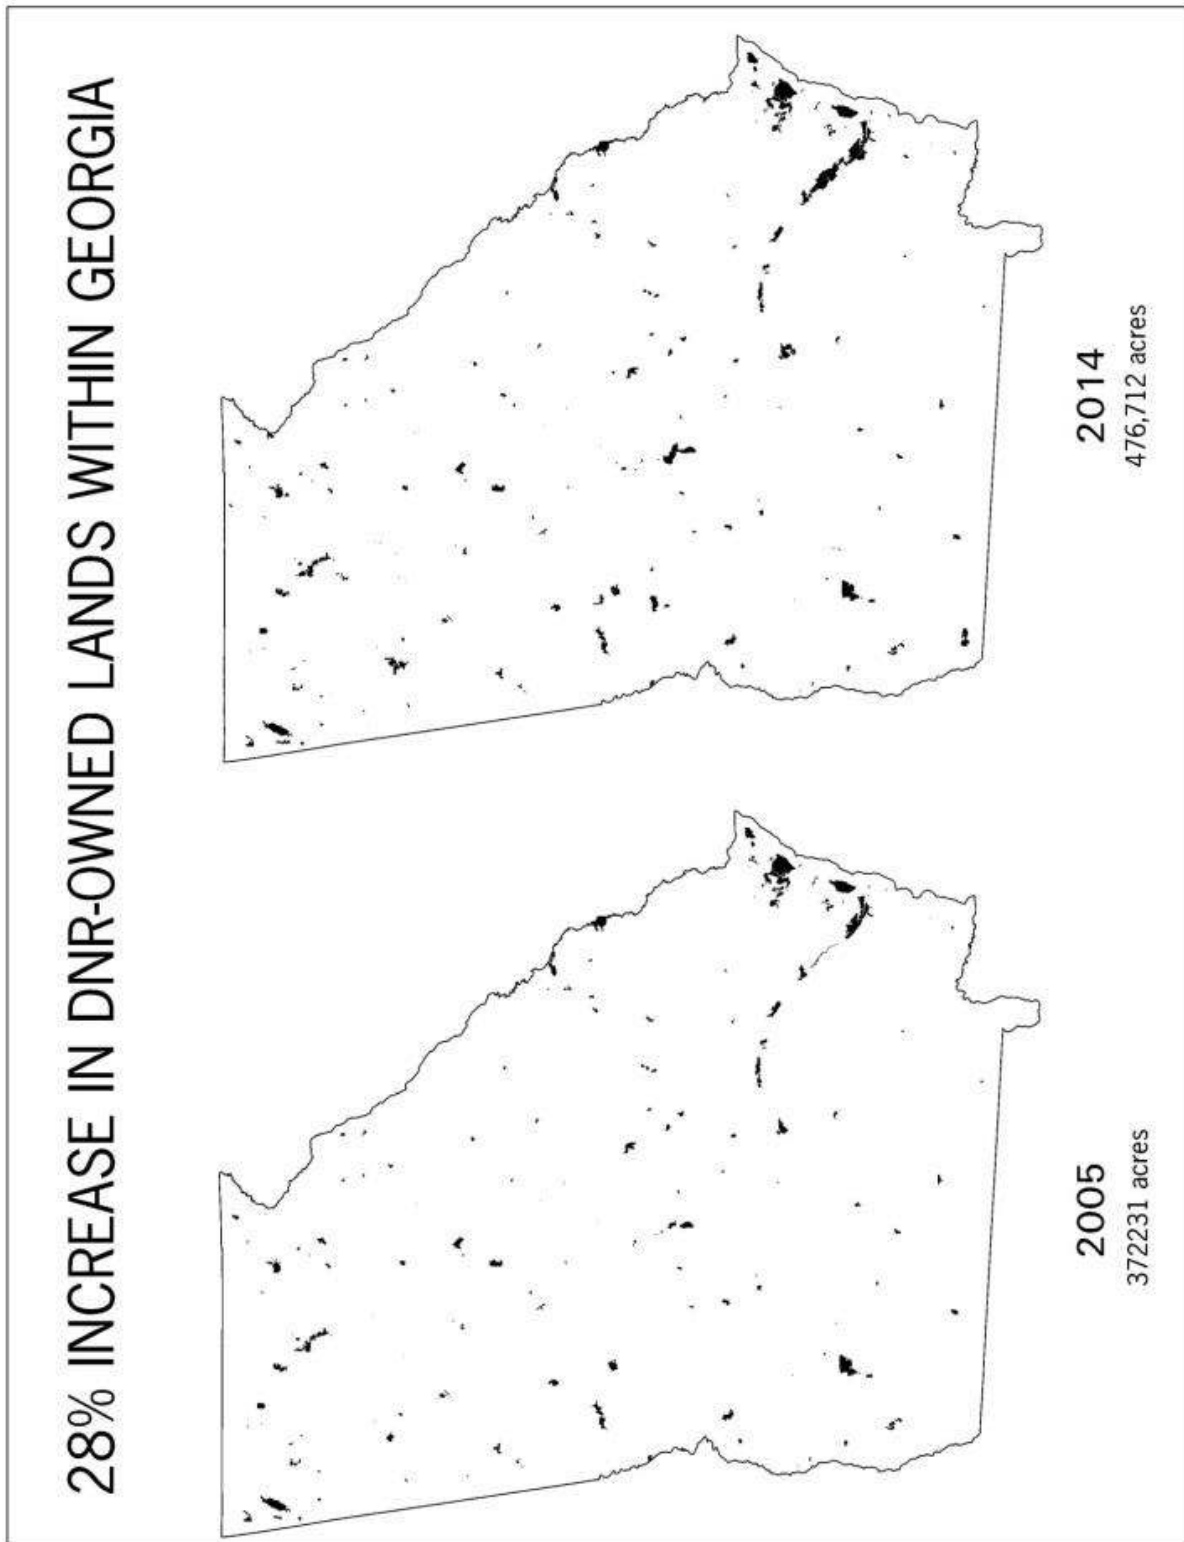 28% INCREASE IN DNR-OWNED LANDS WITHIN GEORGIA
2005
372231 acres
2014
476,712 acres